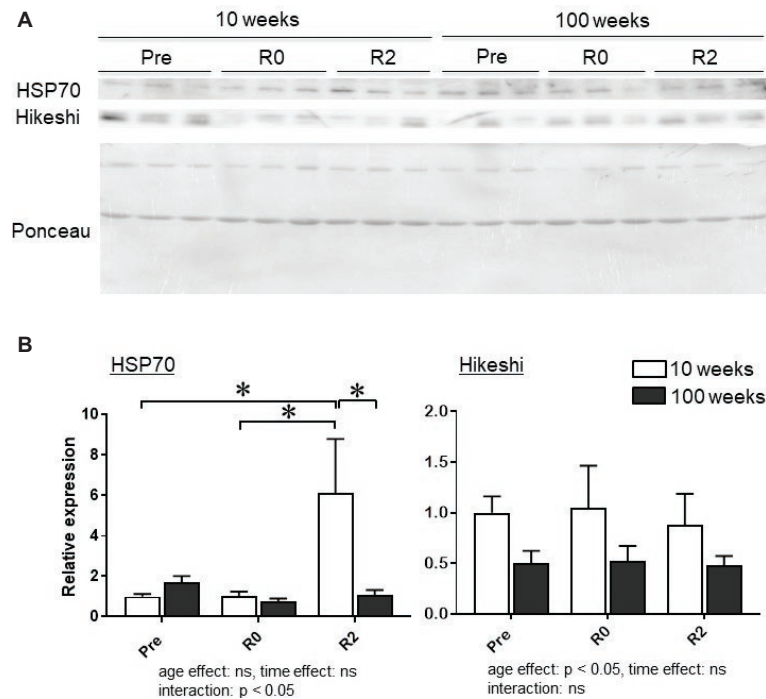 A
10 weeks 100 weeks
Pre R0 R2 Pre R0 R2
HSP70
Hikeshi
Ponceau
B
HSP70 Hikeshi
10 weeks
100 weeks
* *
*
Relative expression
10
8
6
4
2
0
Pre R0 R2
age effect: ns, time effect: ns
interaction: p < 0.05
2.0
1.5
1.0
0.5
0.0
Pre R0 R2
age effect: p < 0.05, time effect: ns
interaction: ns